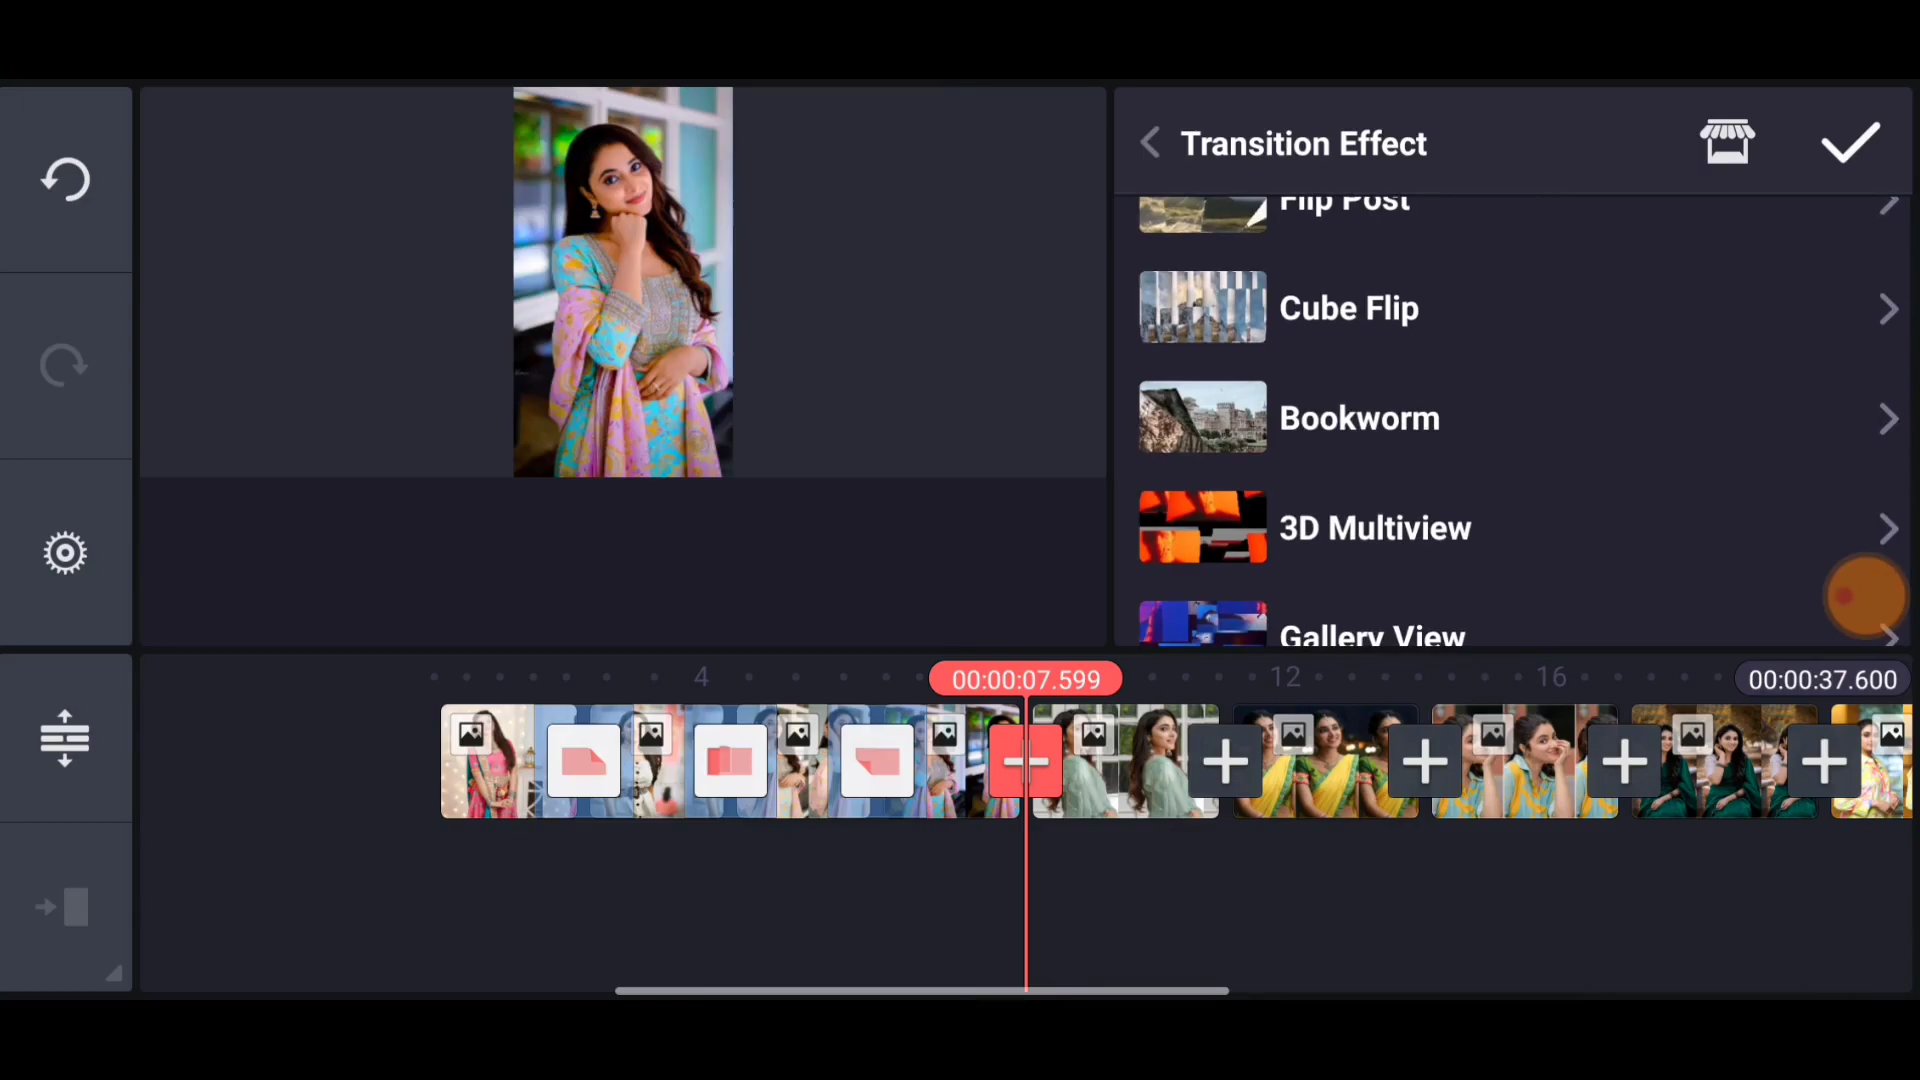 Transition Effect
Flip Post
Cube Flip
Bookworm
3D Multiview
Gallery View
4
00:00:07.599
12
16
00:00:37.600